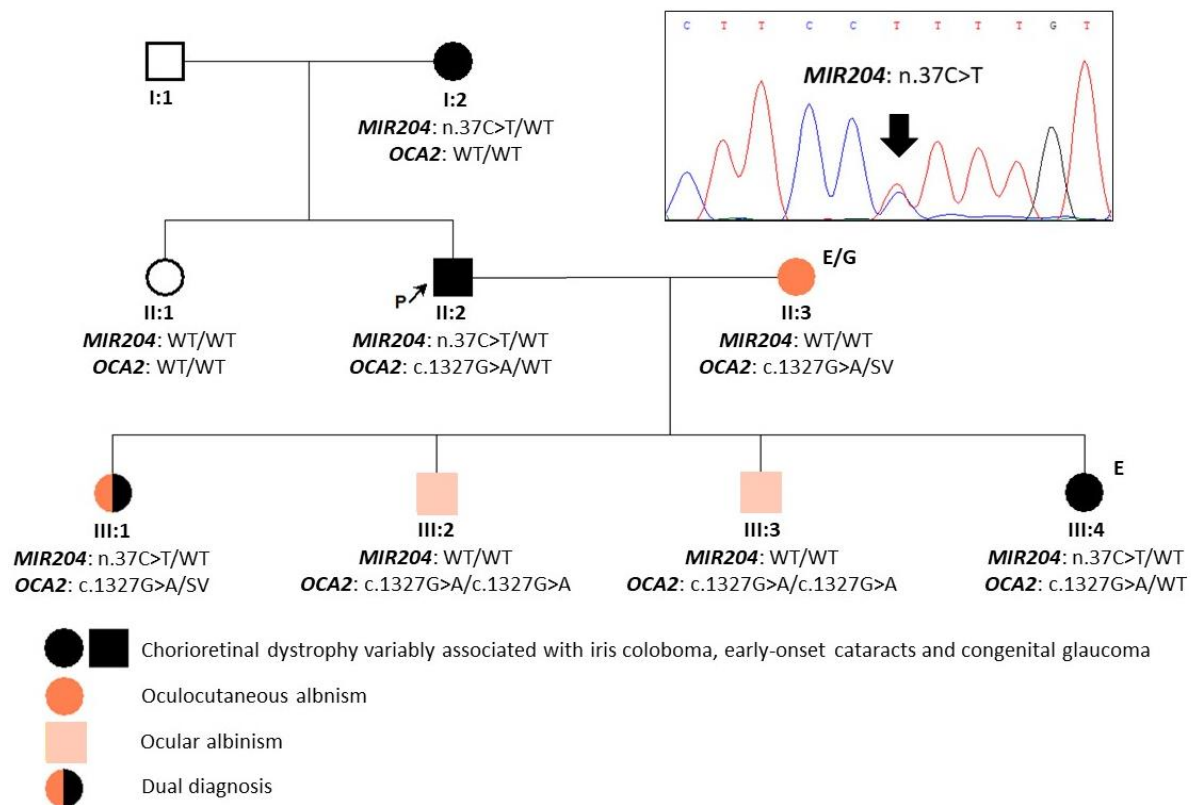 C T T C C T T T T G T
MIR204: n.37C>T
I:1
I:2
MIR204: n.37C>T/WT
OCA2: WT/WT
E/G
P
II:1
II:2
II:3
MIR204: WT/WT
OCA2: WT/WT
MIR204: n.37C>T/WT
OCA2: c.1327G>A/WT
MIR204: WT/WT
OCA2: c.1327G>A/SV
E
III:1
III:2
III:3
III:4
MIR204: n.37C>T/WT
OCA2: c.1327G>A/SV
MIR204: WT/WT
OCA2: c.1327G>A/c.1327G>A
MIR204: WT/WT
OCA2: c.1327G>A/c.1327G>A
MIR204: n.37C>T/WT
OCA2: c.1327G>A/WT
Chorioretinal dystrophy variably associated with iris coloboma, early-onset cataracts and congenital glaucoma
Oculocutaneous albnism
Ocular albinism
Dual diagnosis